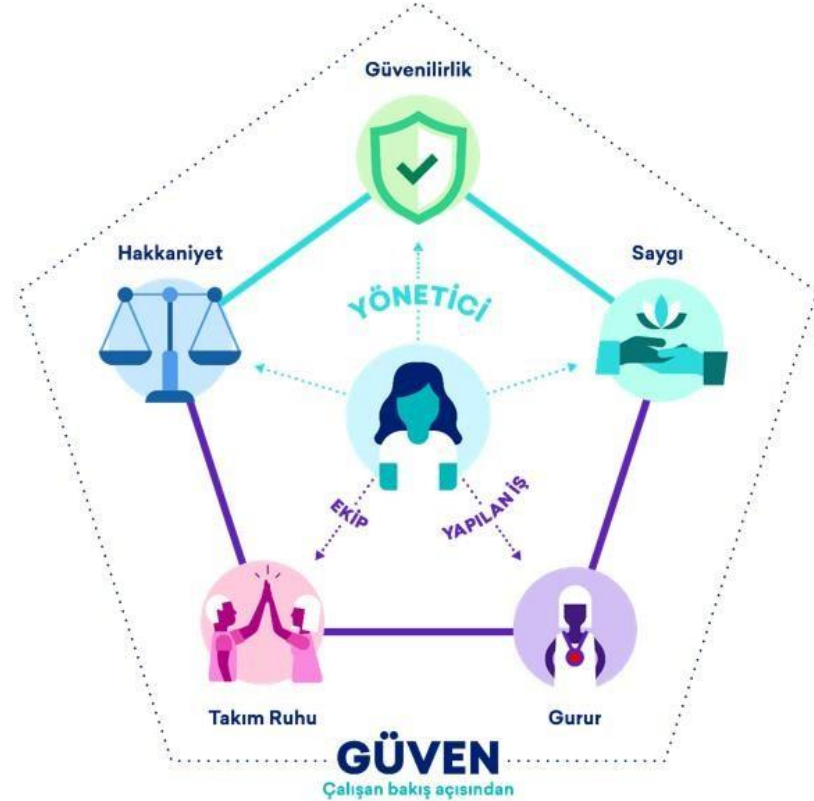 Güvenilirlik
Hakkaniyet
Saygı
YÖNETİCİ
EKİP
YAPILAN İŞ
Takım Ruhu
Gurur
GÜVEN
Çalışan bakış açısından